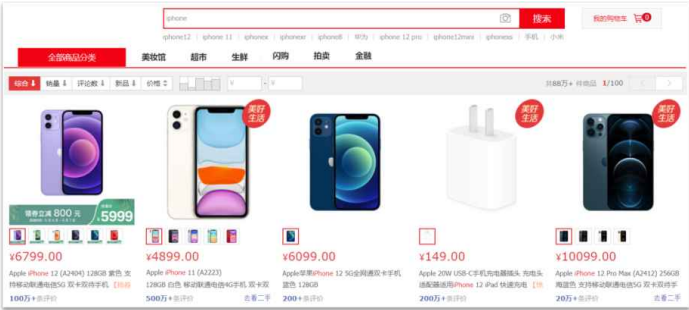 iphone
搜索
我的购物车 0
iphone12 iphone 11 iphonex iphonexr iphone8 华为 iphone 12 pro iphone12mini iphonexs 手机 小米
全部商品分类 美妆馆 超市 生鲜 闪购 拍卖 金融
综合 销量 评论数 新品 价格 ¥ - ¥ 共88万+ 件商品 1/100 < >
美好
生活
美好
生活
领券立减 800 元
¥5999
¥6799.00
Apple iPhone 12 (A2404) 128GB 紫色 支
持移动联通电信5G 双卡双待手机
100万+条评价
¥4899.00
Apple iPhone 11 (A2223)
128GB 白色 移动联通电信4G手机 双卡双
500万+条评价 去看二手
¥6099.00
Apple苹果iPhone 12 5G全网通双卡手机
蓝色 128GB
200+条评价
¥149.00
Apple 20W USB-C手机充电器插头 充电头
适配器适用iPhone 12 iPad 快速充电
200万+条评价
¥10099.00
Apple iPhone 12 Pro Max (A2412) 256GB
海蓝色 支持移动联通电信5G 双卡双待手
20万+条评价 去看二手